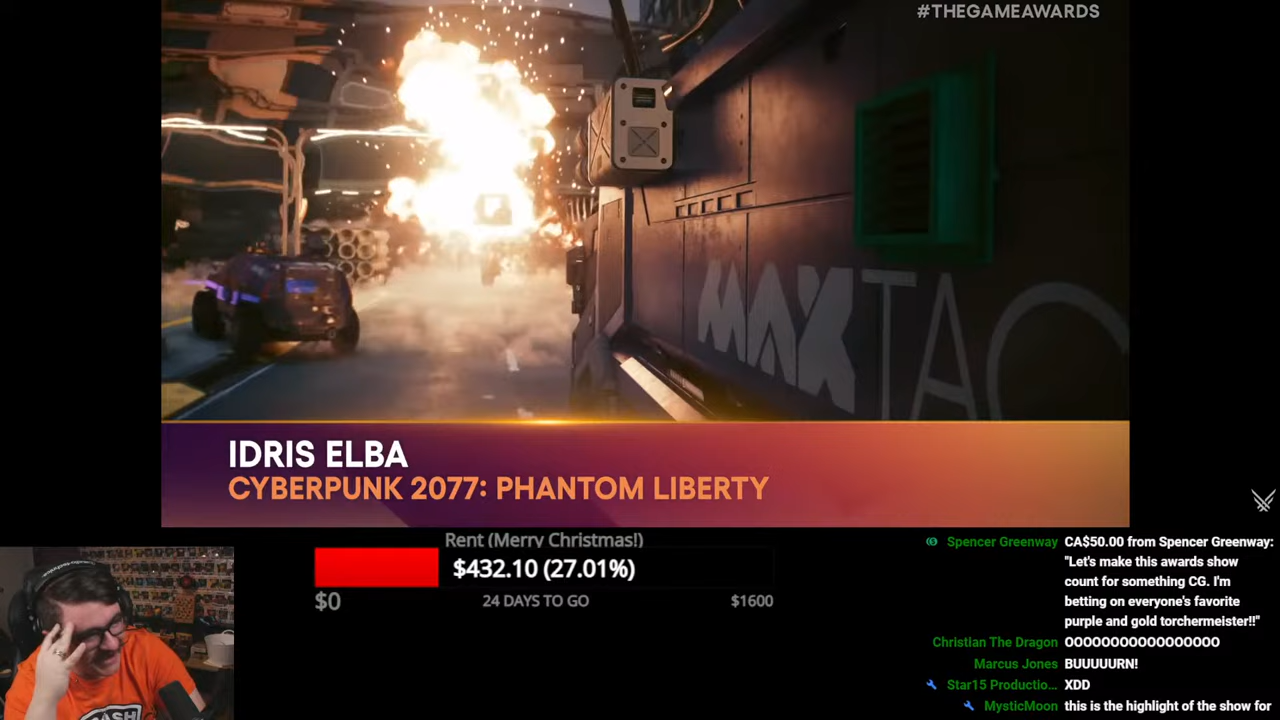 #THEGAMEAWARDS
MAXTAC
IDRIS ELBA
CYBERPUNK 2077: PHANTOM LIBERTY
Rent (Merry Christmas!)
$432.10 (27.01%)
$0 24 DAYS TO GO $1600
Spencer Greenway CA$50.00 from Spencer Greenway:
"Let's make this awards show
count for something CG. I'm
betting on everyone's favorite
purple and gold torchermeister!!"
Christian The Dragon OOOOOOOOOOOOOOOOO
Marcus Jones BUUUUURN!
Star15 Productio... XDD
MysticMoon this is the highlight of the show for